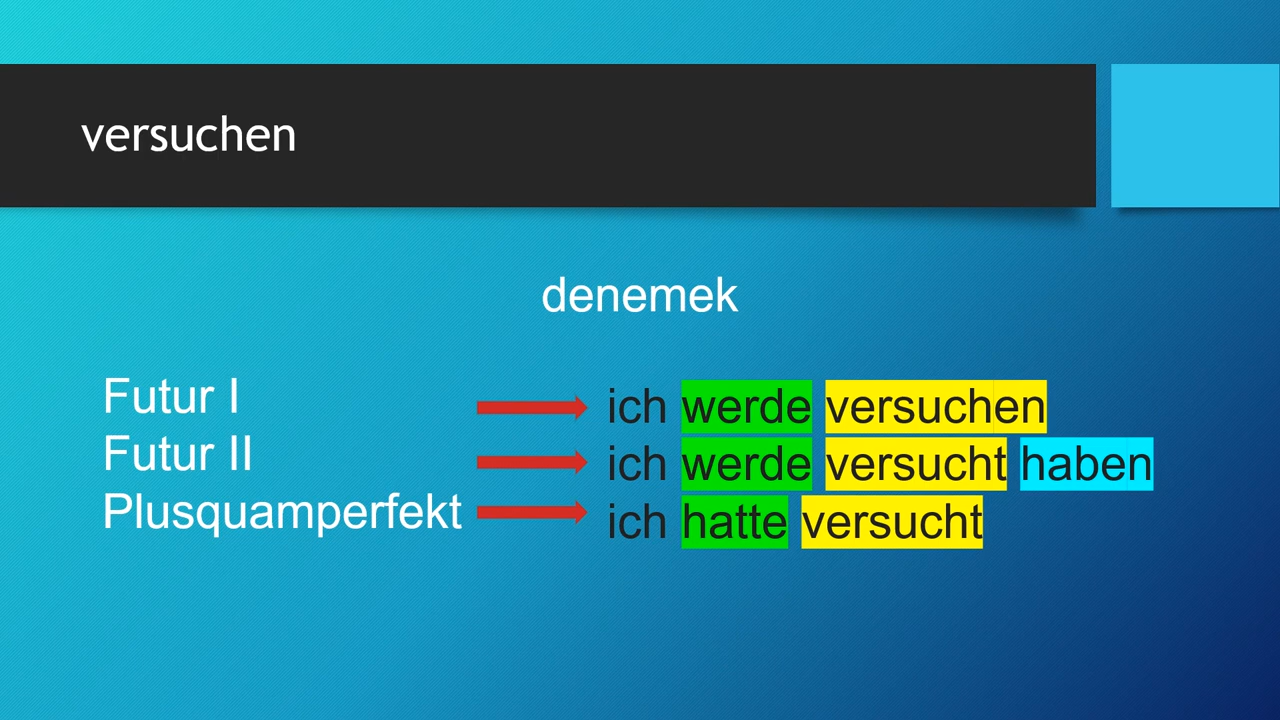 versuchen
denemek
Futur I ich werde versuchen
Futur II ich werde versucht haben
Plusquamperfekt ich hatte versucht